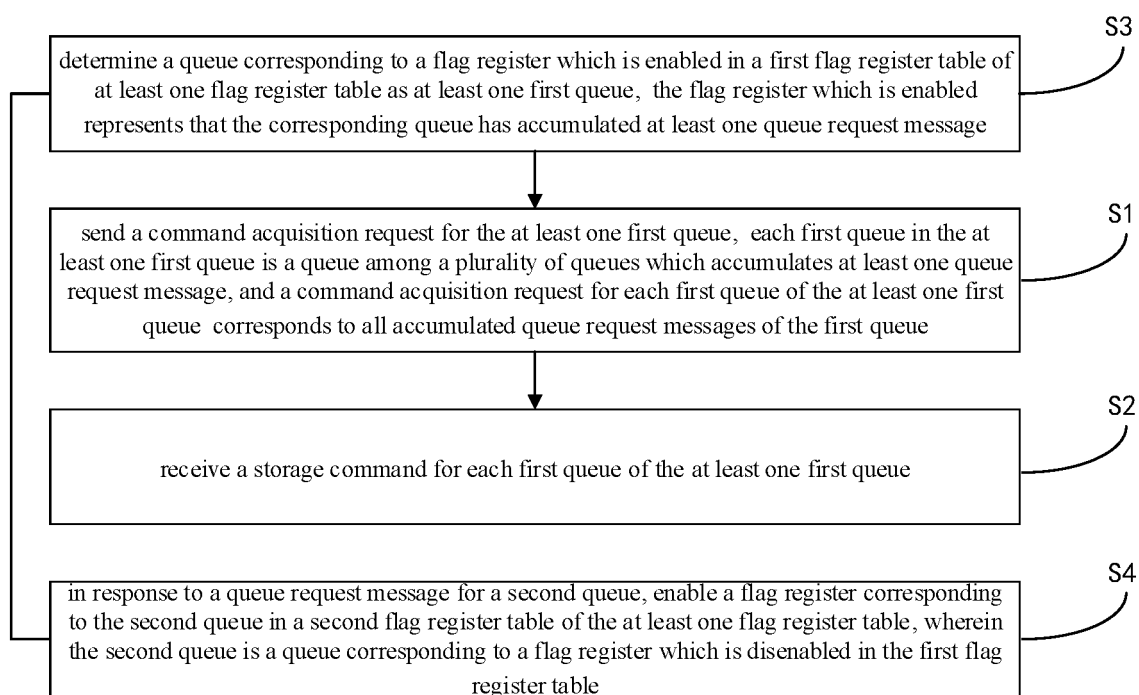 S3
determine a queue corresponding to a flag register which is enabled in a first flag register table of
at least one flag register table as at least one first queue, the flag register which is enabled
represents that the corresponding queue has accumulated at least one queue request message
S1
send a command acquisition request for the at least one first queue, each first queue in the at
least one first queue is a queue among a plurality of queues which accumulates at least one queue
request message, and a command acquisition request for each first queue of the at least one first
queue corresponds to all accumulated queue request messages of the first queue
S2
receive a storage command for each first queue of the at least one first queue
S4
in response to a queue request message for a second queue, enable a flag register corresponding
to the second queue in a second flag register table of the at least one flag register table, wherein
the second queue is a queue corresponding to a flag register which is disenabled in the first flag
register table